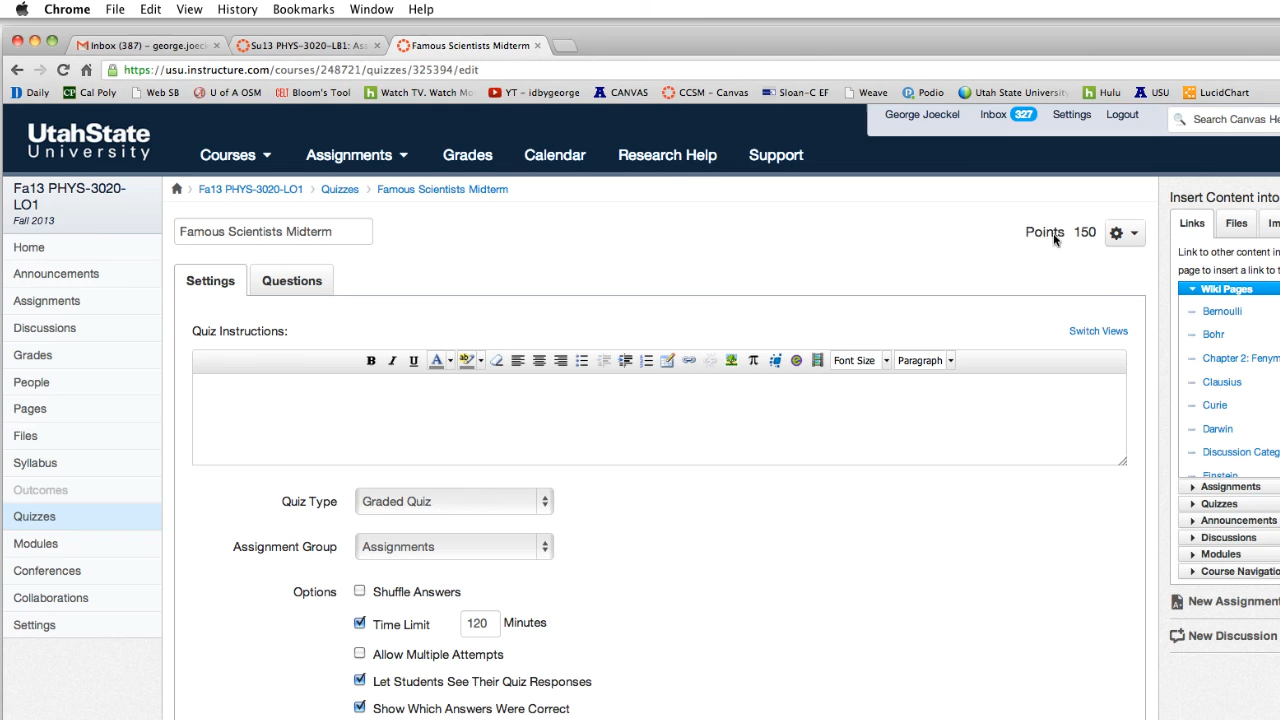 Chrome File Edit View History Bookmarks Window Help
Inbox (387) – george.joec Su13 PHYS-3020-LB1: Ass Famous Scientists Midterm
https://usu.instructure.com/courses/248721/quizzes/325394/edit
Daily Cal Poly Web SB U of A OSM Bloom's Tool Watch TV. Watch Mo YT – idbygeorge CANVAS CCSM – Canvas Sloan-C EF Weave Podio Utah State University Hulu USU LucidChart
George Joeckel Inbox 327 Settings Logout Search Canvas He
UtahState University
Courses Assignments Grades Calendar Research Help Support
Fa13 PHYS-3020-LO1
Fall 2013
Fa13 PHYS-3020-LO1 Quizzes Famous Scientists Midterm
Home
Announcements
Assignments
Discussions
Grades
People
Pages
Files
Syllabus
Outcomes
Quizzes
Modules
Conferences
Collaborations
Settings
Famous Scientists Midterm Points 150
Settings Questions
Quiz Instructions: Switch Views
B I U A ab Font Size Paragraph
Quiz Type Graded Quiz
Assignment Group Assignments
Options Shuffle Answers
Time Limit 120 Minutes
Allow Multiple Attempts
Let Students See Their Quiz Responses
Show Which Answers Were Correct
Insert Content into
Links Files Im
Link to other content in
page to insert a link to t
Wiki Pages
Bernoulli
Bohr
Chapter 2: Fenym
Clausius
Curie
Darwin
Discussion Categ
Einstein
Assignments
Quizzes
Announcements
Discussions
Modules
Course Navigatio
New Assignment
New Discussion